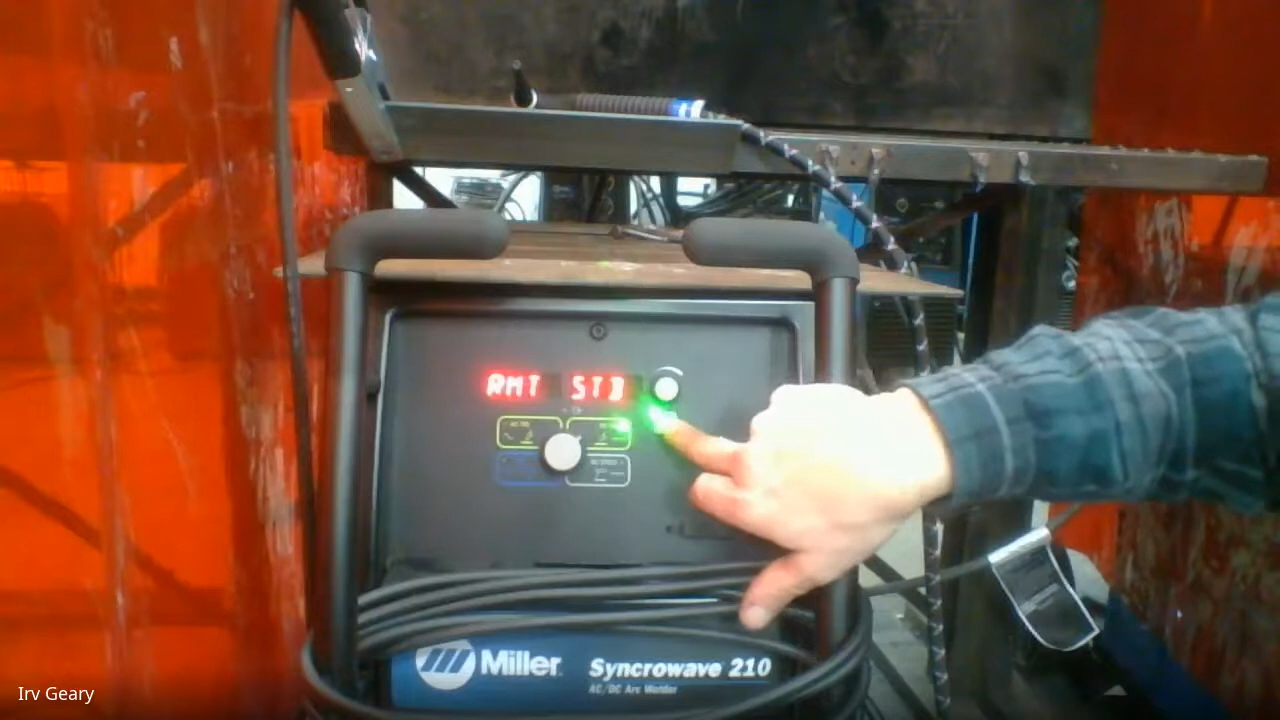 RMT STD
Miller
Syncrowave 210
AC/DC Arc Welder
Irv Geary